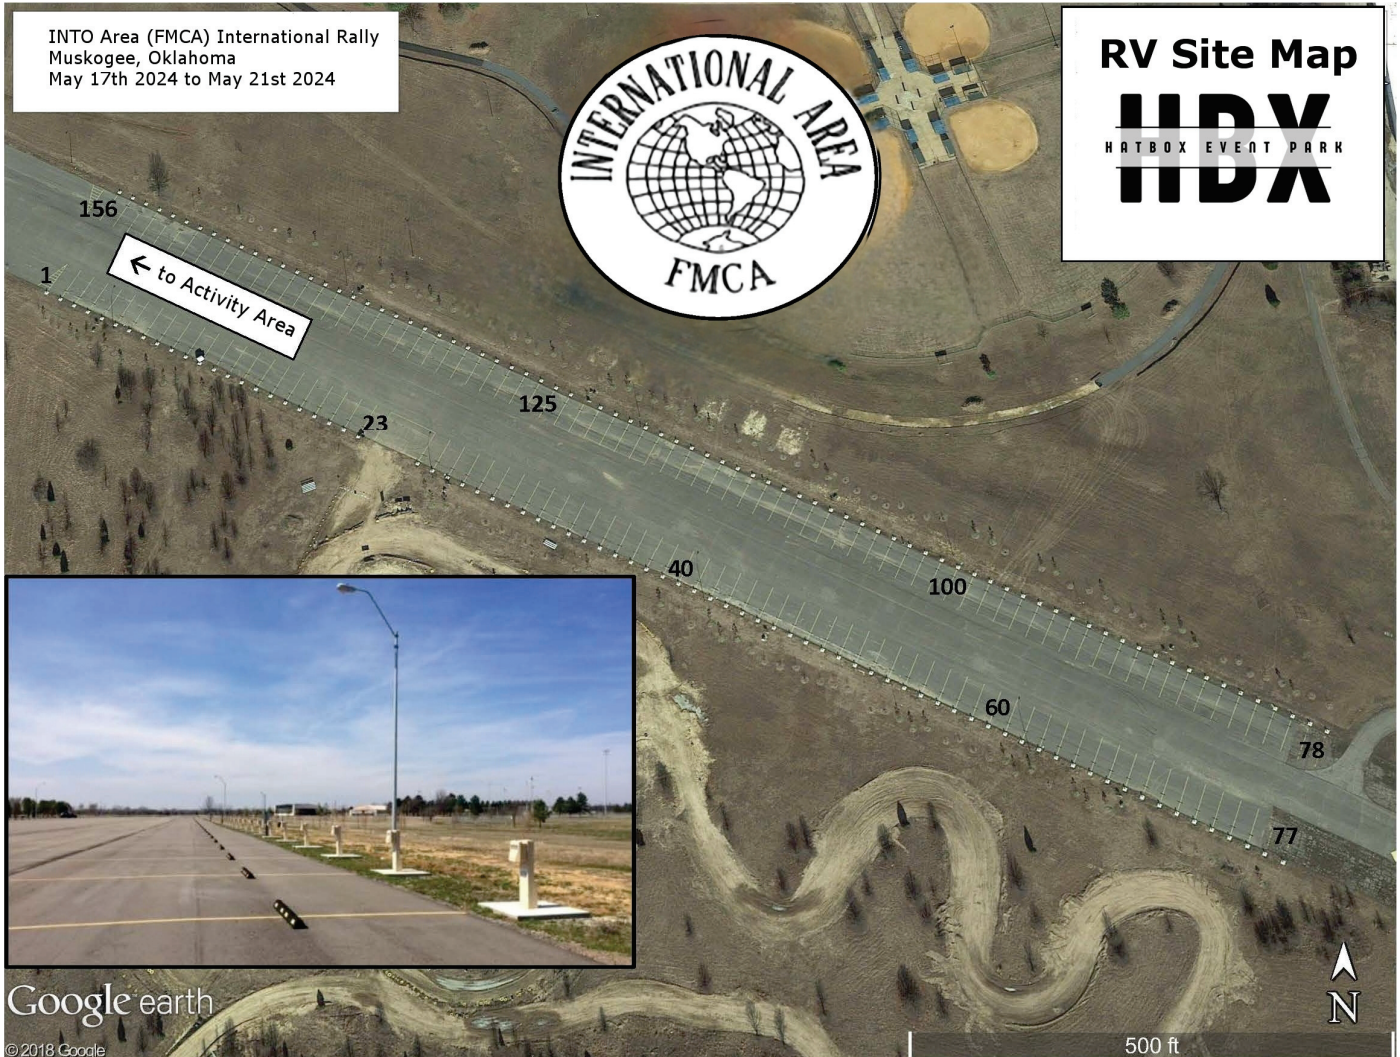 INTO Area (FMCA) International Rally
Muskogee, Oklahoma
May 17th 2024 to May 21st 2024
INTERNATIONAL AREA
FMCA
RV Site Map
HBX
HATBOX EVENT PARK
156
1
← to Activity Area
125
23
40
100
60
78
77
N
Google earth
© 2018 Google
500 ft